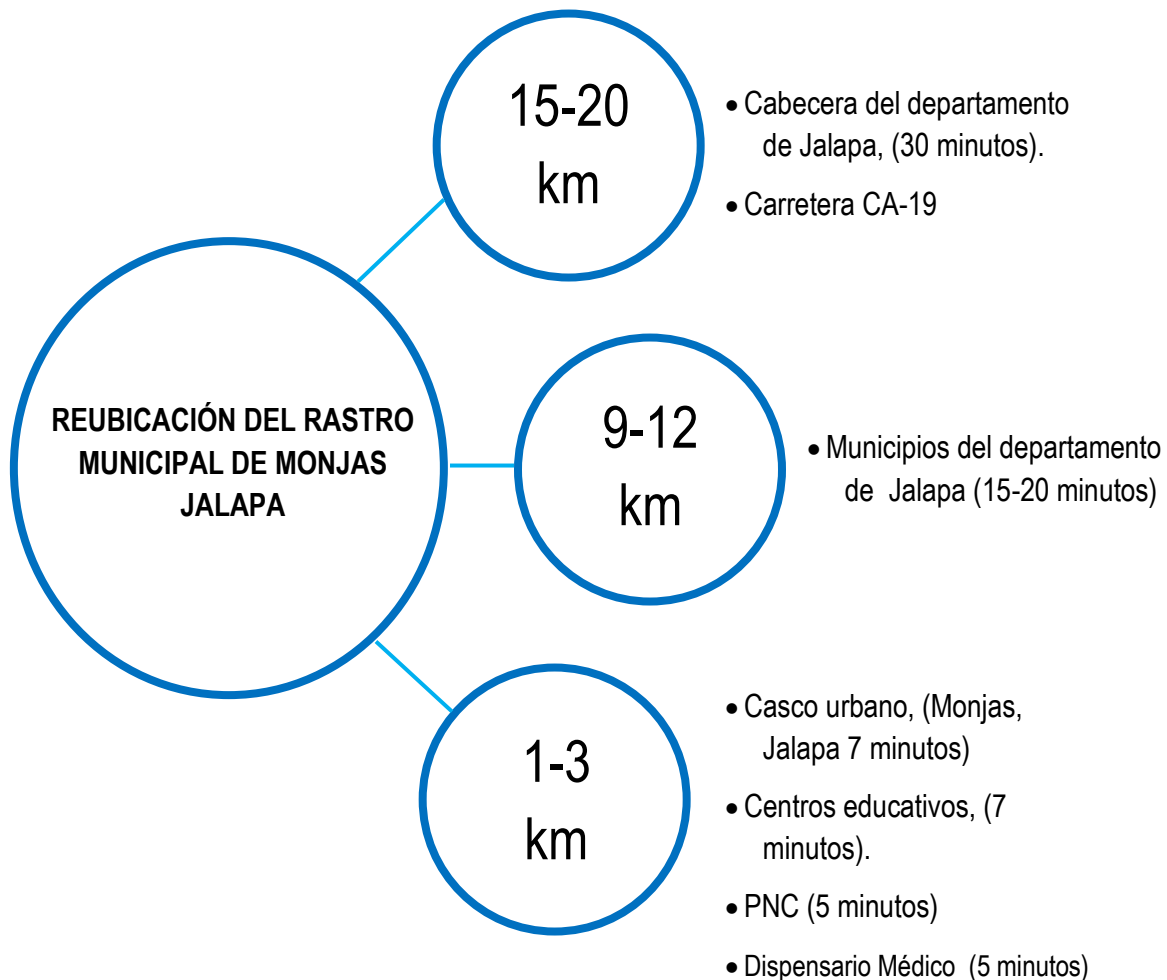 15-20
km
• Cabecera del departamento
de Jalapa, (30 minutos).
• Carretera CA-19
REUBICACIÓN DEL RASTRO
MUNICIPAL DE MONJAS
JALAPA
9-12
km
• Municipios del departamento
de Jalapa (15-20 minutos)
1-3
km
• Casco urbano, (Monjas,
Jalapa 7 minutos)
• Centros educativos, (7
minutos).
• PNC (5 minutos)
• Dispensario Médico (5 minutos)